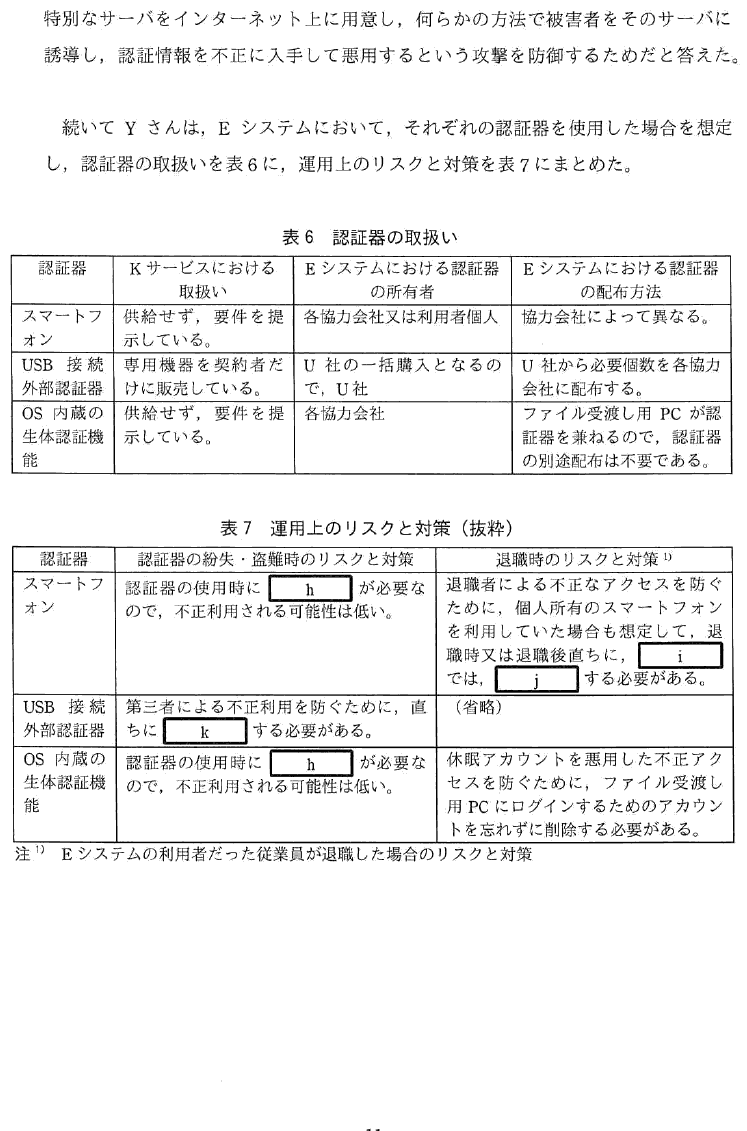 特別なサーバをインターネット上に用意し，何らかの方法で被害者をそのサーバに
誘導し，認証情報を不正に入手して悪用するという攻撃を防御するためだと答えた。
続いて Y さんは，E システムにおいて，それぞれの認証器を使用した場合を想定
し，認証器の取扱いを表6に，運用上のリスクと対策を表7にまとめた。
表6　認証器の取扱い
認証器
K サービスにおける
取扱い
E システムにおける認証器
の所有者
E システムにおける認証器
の配布方法
スマートフ
ォン
供給せず，要件を提
示している。
各協力会社又は利用者個人
協力会社によって異なる。
USB 接続
外部認証器
専用機器を契約者だ
けに販売している。
U 社の一括購入となるの
で，U 社
U 社から必要個数を各協力
会社に配布する。
OS 内蔵の
生体認証機
能
供給せず，要件を提
示している。
各協力会社
ファイル受渡し用 PC が認
証器を兼ねるので，認証器
の別途配布は不要である。
表7　運用上のリスクと対策（抜粋）
認証器
認証器の紛失・盗難時のリスクと対策
退職時のリスクと対策 1)
スマートフ
ォン
認証器の使用時に h が必要な
ので，不正利用される可能性は低い。
退職者による不正なアクセスを防ぐ
ために，個人所有のスマートフォン
を利用していた場合も想定して，退
職時又は退職後直ちに， i
では， j する必要がある。
USB 接続
外部認証器
第三者による不正利用を防ぐために，直
ちに k する必要がある。
（省略）
OS 内蔵の
生体認証機
能
認証器の使用時に h が必要な
ので，不正利用される可能性は低い。
休眠アカウントを悪用した不正アク
セスを防ぐために，ファイル受渡し
用 PC にログインするためのアカウン
トを忘れずに削除する必要がある。
注 1)　E システムの利用者だった従業員が退職した場合のリスクと対策